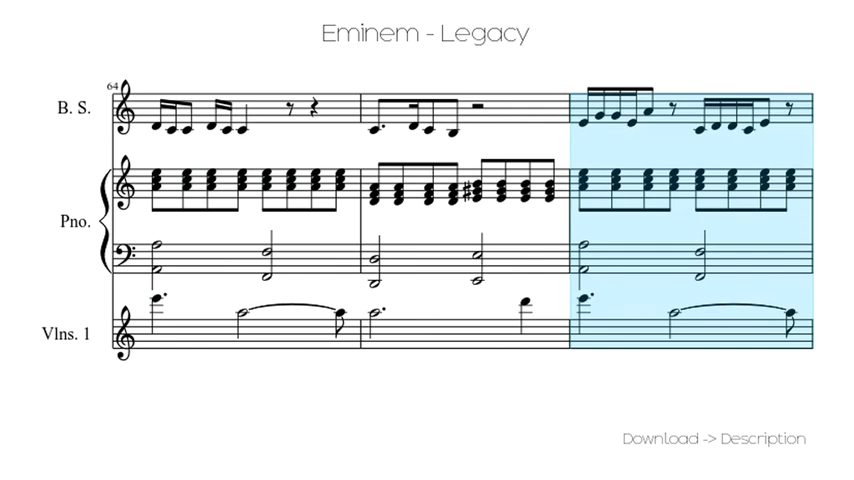 Eminem - Legacy
64
B. S.
Pno.
Vlns. 1
Download -> Description